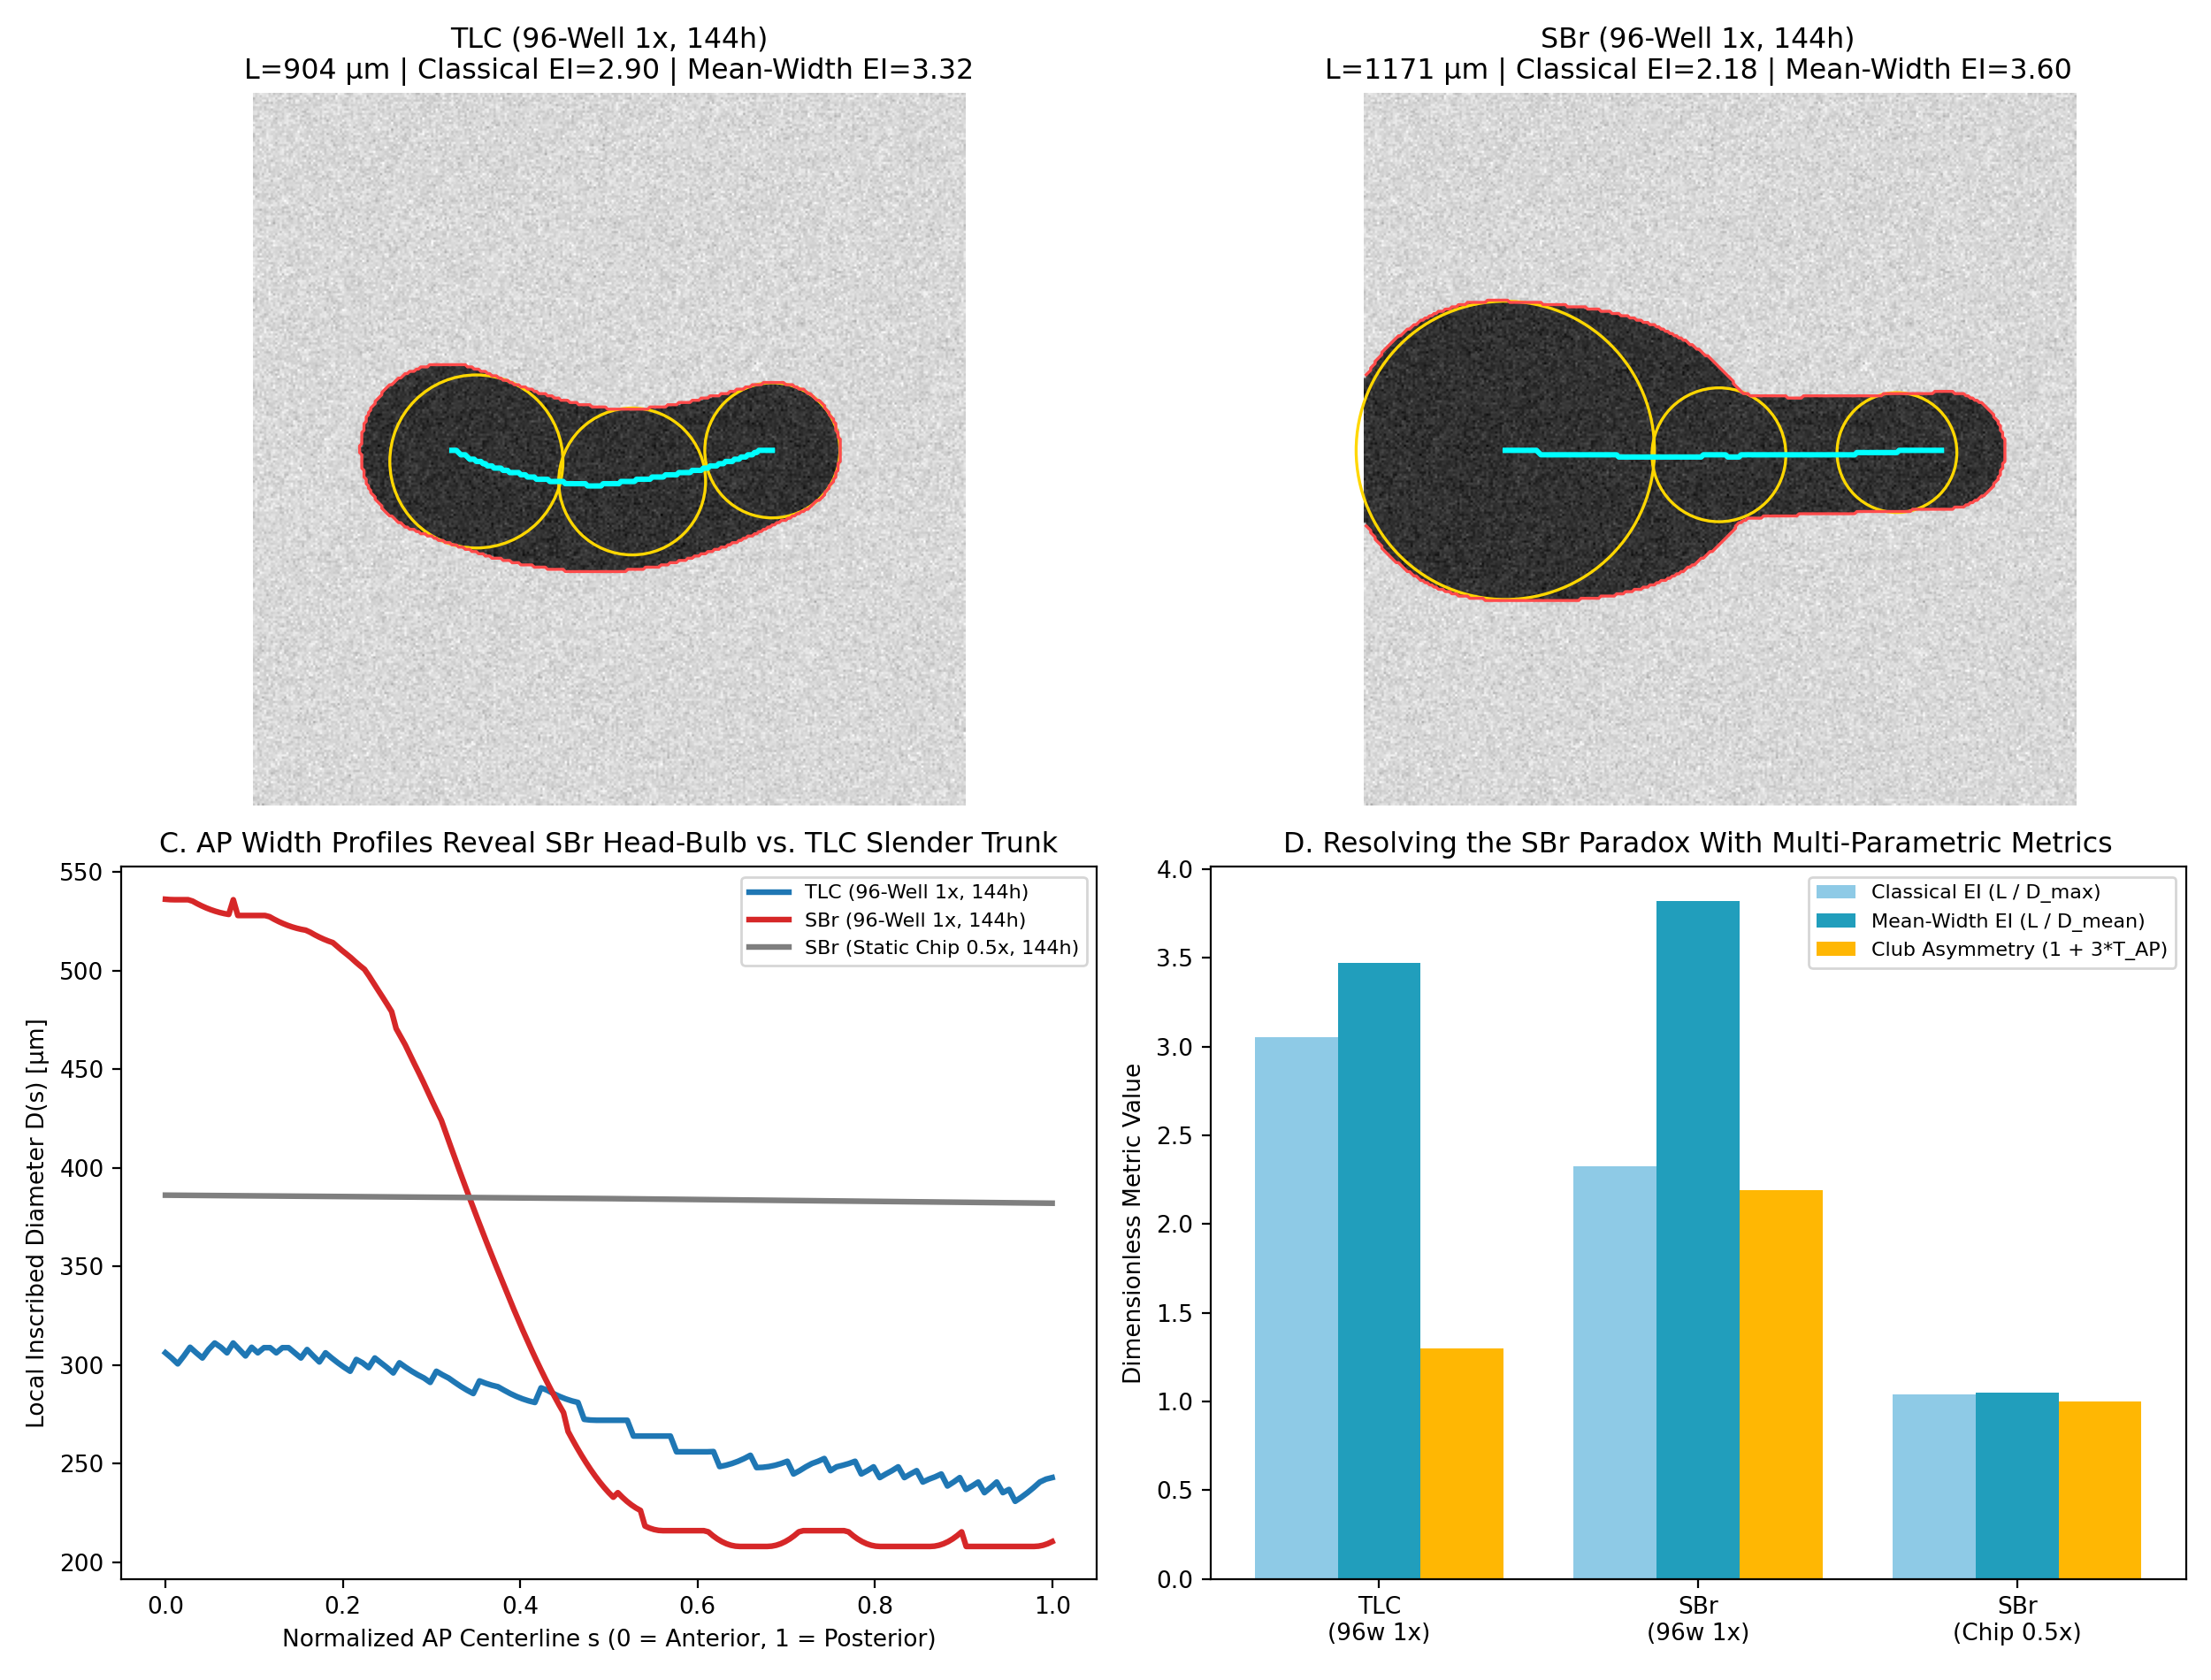 TLC (96-Well 1x, 144h)
L=904 µm | Classical EI=2.90 | Mean-Width EI=3.32
SBr (96-Well 1x, 144h)
L=1171 µm | Classical EI=2.18 | Mean-Width EI=3.60
C. AP Width Profiles Reveal SBr Head-Bulb vs. TLC Slender Trunk
550
500
450
400
350
300
250
200
Local Inscribed Diameter D(s) [µm]
TLC (96-Well 1x, 144h)
SBr (96-Well 1x, 144h)
SBr (Static Chip 0.5x, 144h)
0.0
0.2
0.4
0.6
0.8
1.0
Normalized AP Centerline s (0 = Anterior, 1 = Posterior)
D. Resolving the SBr Paradox With Multi-Parametric Metrics
4.0
3.5
3.0
2.5
2.0
1.5
1.0
0.5
0.0
Dimensionless Metric Value
Classical EI (L / D_max)
Mean-Width EI (L / D_mean)
Club Asymmetry (1 + 3*T_AP)
TLC
(96w 1x)
SBr
(96w 1x)
SBr
(Chip 0.5x)